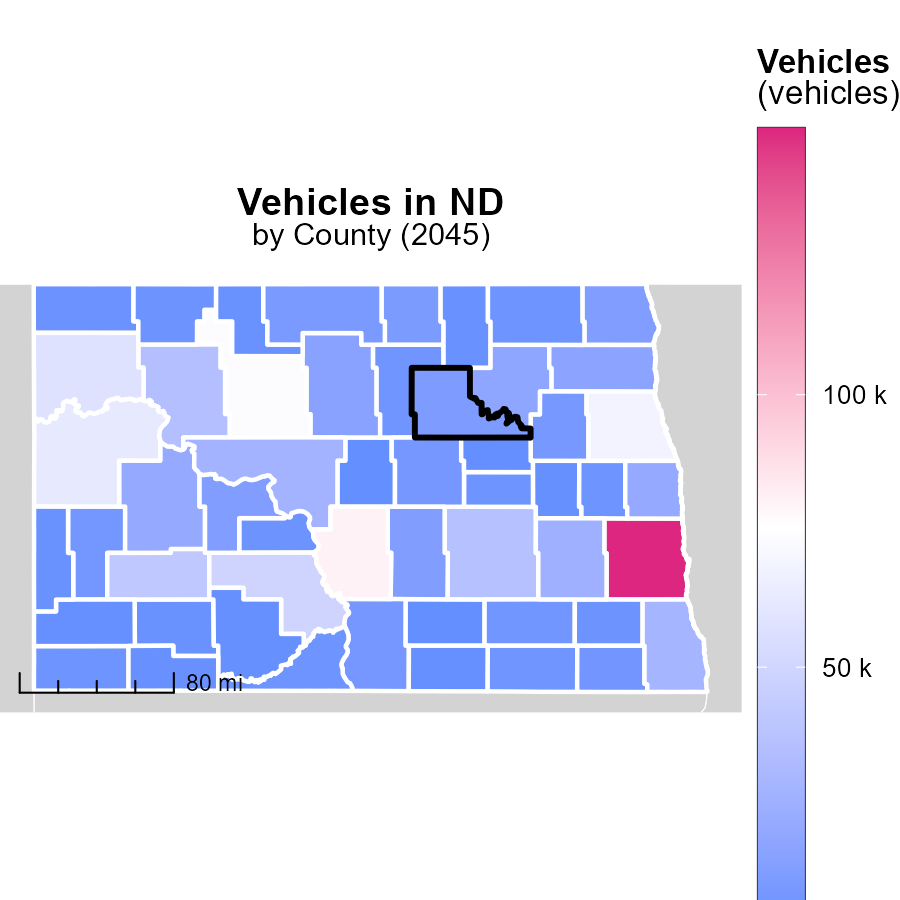 Vehicles
(vehicles)
Vehicles in ND
by County (2045)
100 k
50 k
80 mi